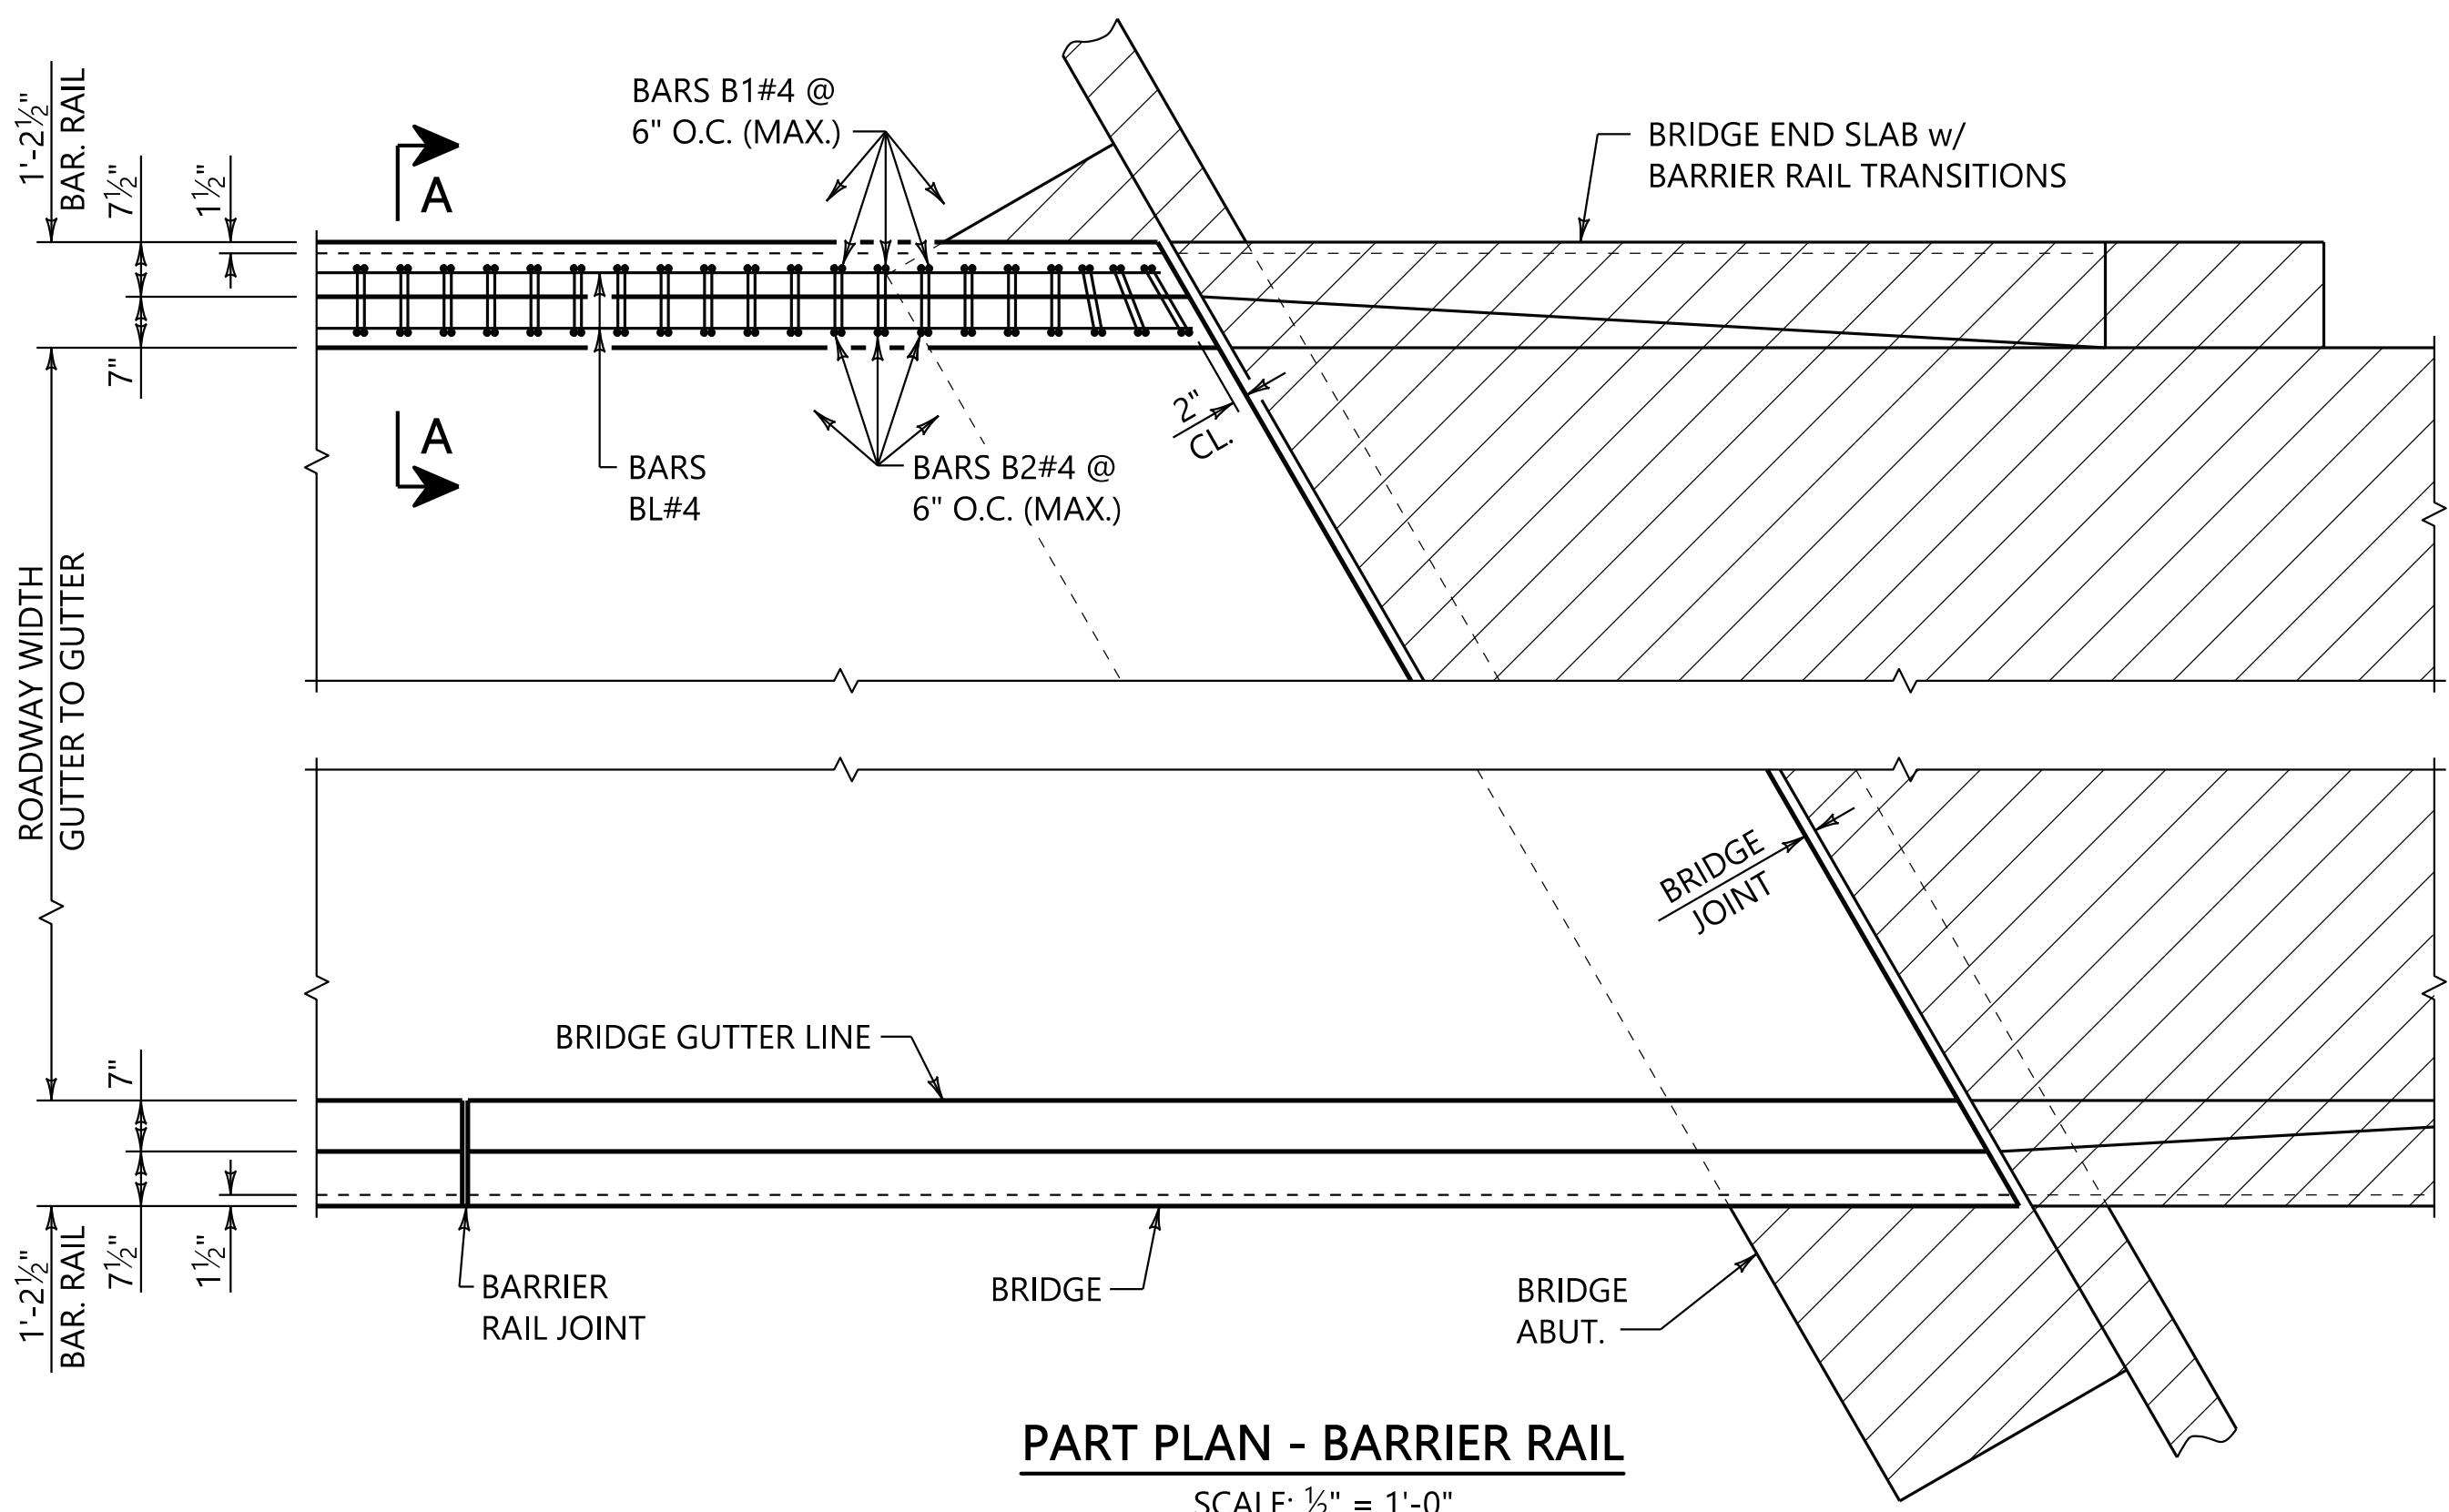 BARS B1#4 @
6" O.C. (MAX.)
BRIDGE END SLAB w/
BARRIER RAIL TRANSITIONS
1'-2½"
BAR. RAIL
7½"
1½"
7"
A
A
2"
CL.
BARS
BL#4
BARS B2#4 @
6" O.C. (MAX.)
ROADWAY WIDTH
GUTTER TO GUTTER
BRIDGE
JOINT
BRIDGE GUTTER LINE
7"
7½"
1½"
1'-2½"
BAR. RAIL
BARRIER
RAIL JOINT
BRIDGE
BRIDGE
ABUT.
PART PLAN - BARRIER RAIL
SCALE: ½" = 1'-0"